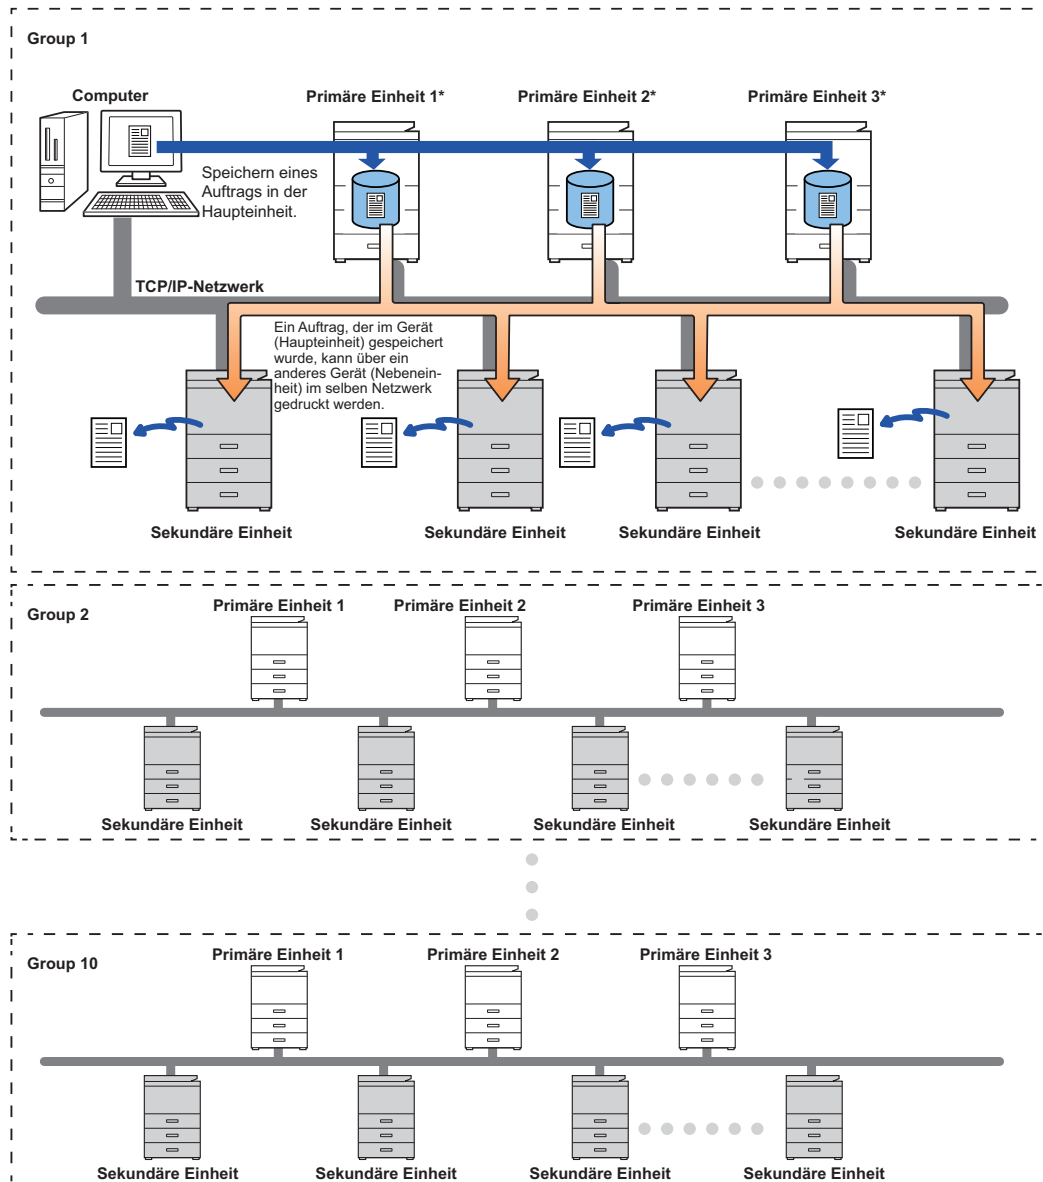 Group 1
Computer
Primäre Einheit 1*
Primäre Einheit 2*
Primäre Einheit 3*
Speichern eines
Auftrags in der
Haupteinheit.
TCP/IP-Netzwerk
Ein Auftrag, der im Gerät
(Haupteinheit) gespeichert
wurde, kann über ein
anderes Gerät (Nebenein-
heit) im selben Netzwerk
gedruckt werden.
Sekundäre Einheit
Sekundäre Einheit
Sekundäre Einheit
Sekundäre Einheit
Group 2
Primäre Einheit 1
Primäre Einheit 2
Primäre Einheit 3
Sekundäre Einheit
Sekundäre Einheit
Sekundäre Einheit
Sekundäre Einheit
Group 10
Primäre Einheit 1
Primäre Einheit 2
Primäre Einheit 3
Sekundäre Einheit
Sekundäre Einheit
Sekundäre Einheit
Sekundäre Einheit